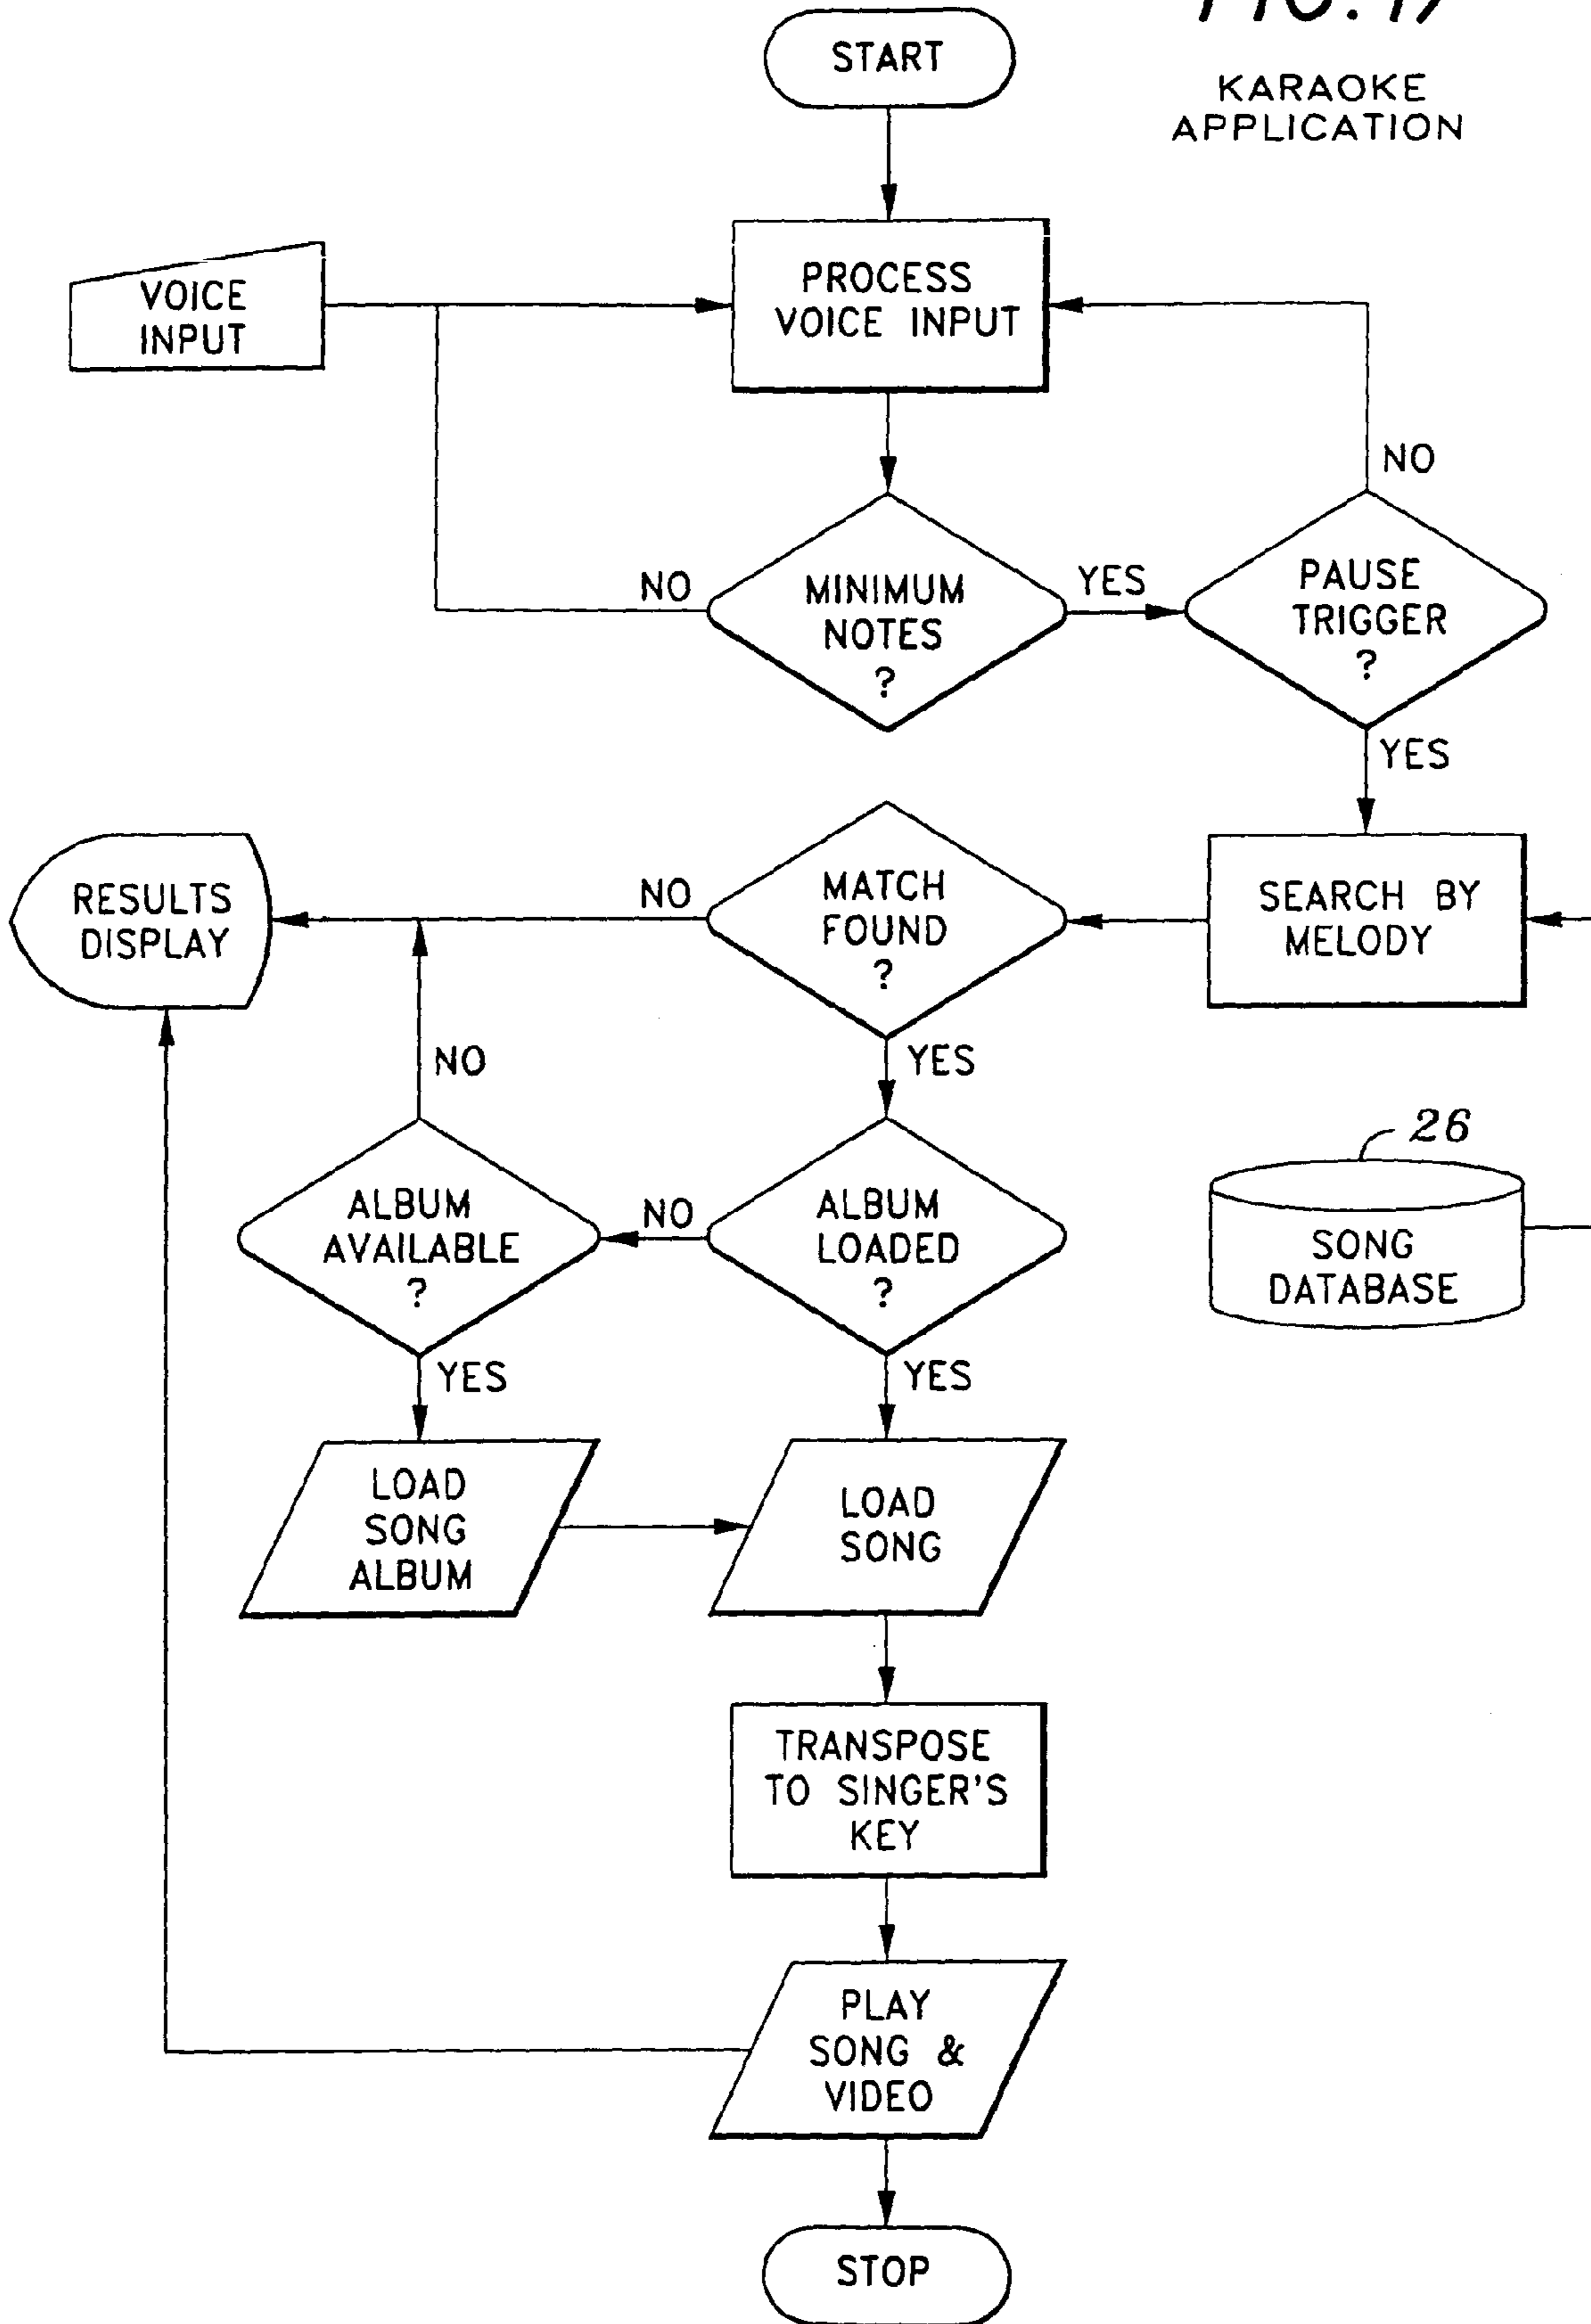 START
KARAOKE
APPLICATION
VOICE
INPUT
PROCESS
VOICE INPUT
NO
NO
MINIMUM
NOTES
?
YES
PAUSE
TRIGGER
?
YES
RESULTS
DISPLAY
NO
MATCH
FOUND
?
SEARCH BY
MELODY
NO
YES
26
ALBUM
AVAILABLE
?
NO
ALBUM
LOADED
?
SONG
DATABASE
YES
YES
LOAD
SONG
ALBUM
LOAD
SONG
TRANSPOSE
TO SINGER'S
KEY
PLAY
SONG &
VIDEO
STOP